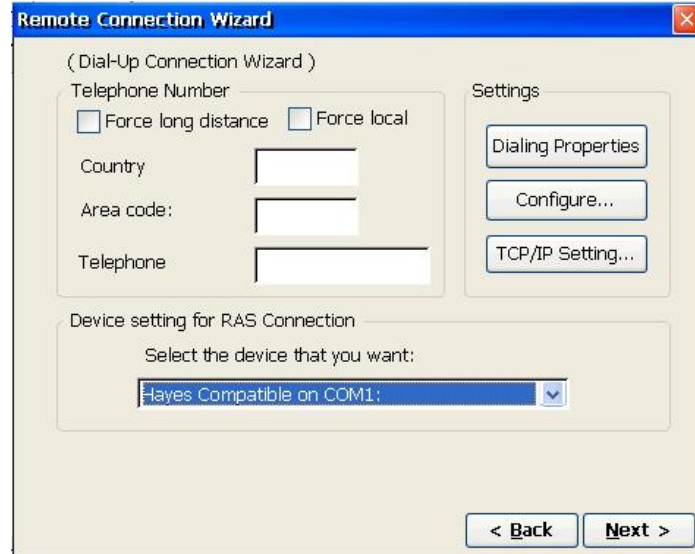 Remote Connection Wizard
( Dial-Up Connection Wizard )
Telephone Number
Force long distance
Force local
Country
Area code:
Telephone
Settings
Dialing Properties
Configure...
TCP/IP Setting...
Device setting for RAS Connection
Select the device that you want:
Hayes Compatible on COM1:
< Back
Next >